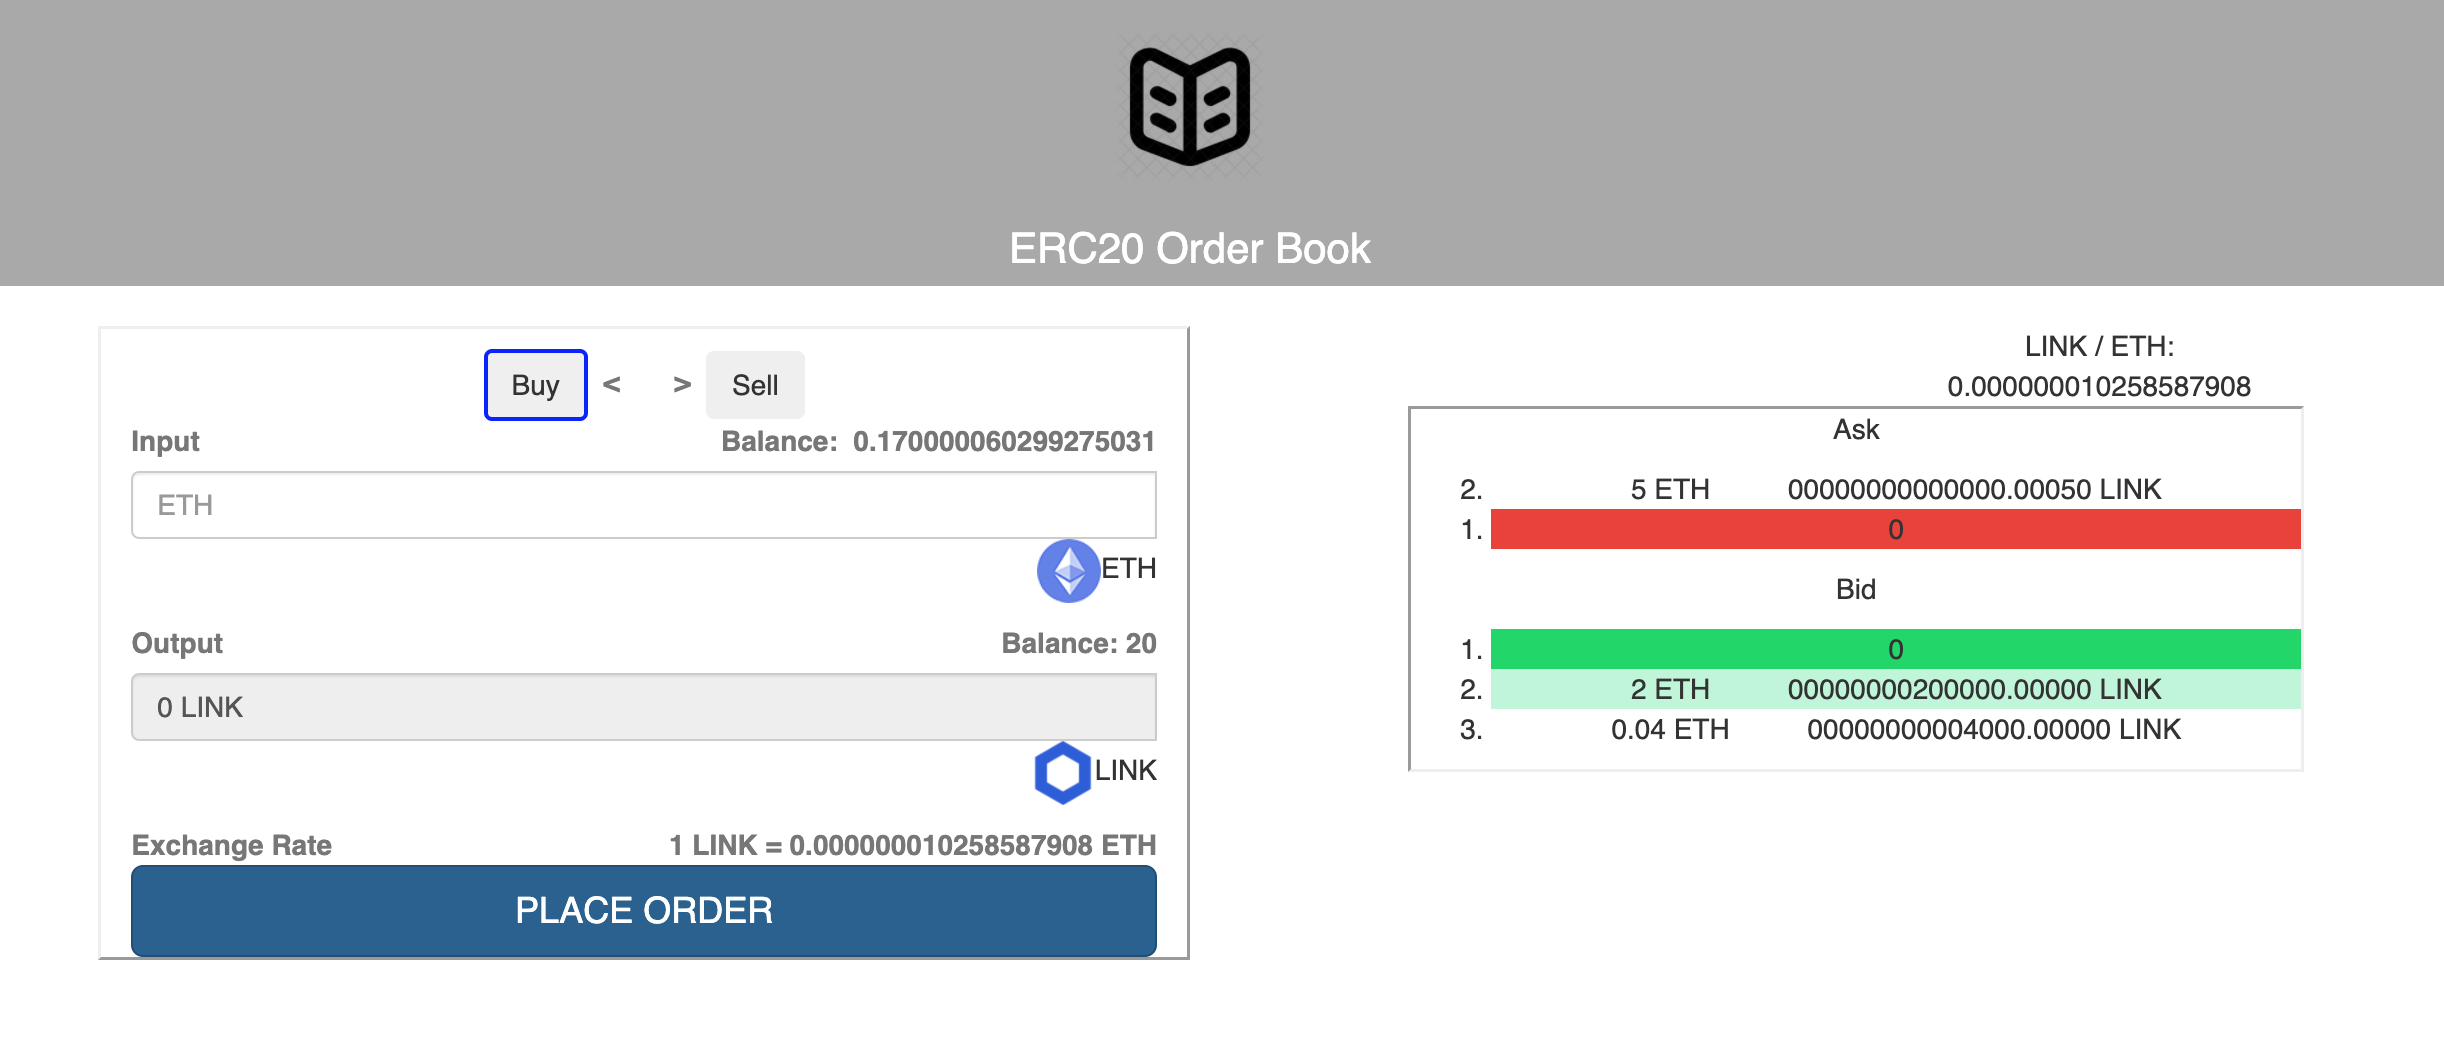 ERC20 Order Book
Buy < > Sell
Input Balance: 0.170000060299275031
ETH
ETH
Output Balance: 20
0 LINK
LINK
Exchange Rate 1 LINK = 0.000000010258587908 ETH
PLACE ORDER
LINK / ETH:
0.000000010258587908
Ask
2. 5 ETH 00000000000000.00050 LINK
1. 0
Bid
1. 0
2. 2 ETH 00000000200000.00000 LINK
3. 0.04 ETH 00000000004000.00000 LINK